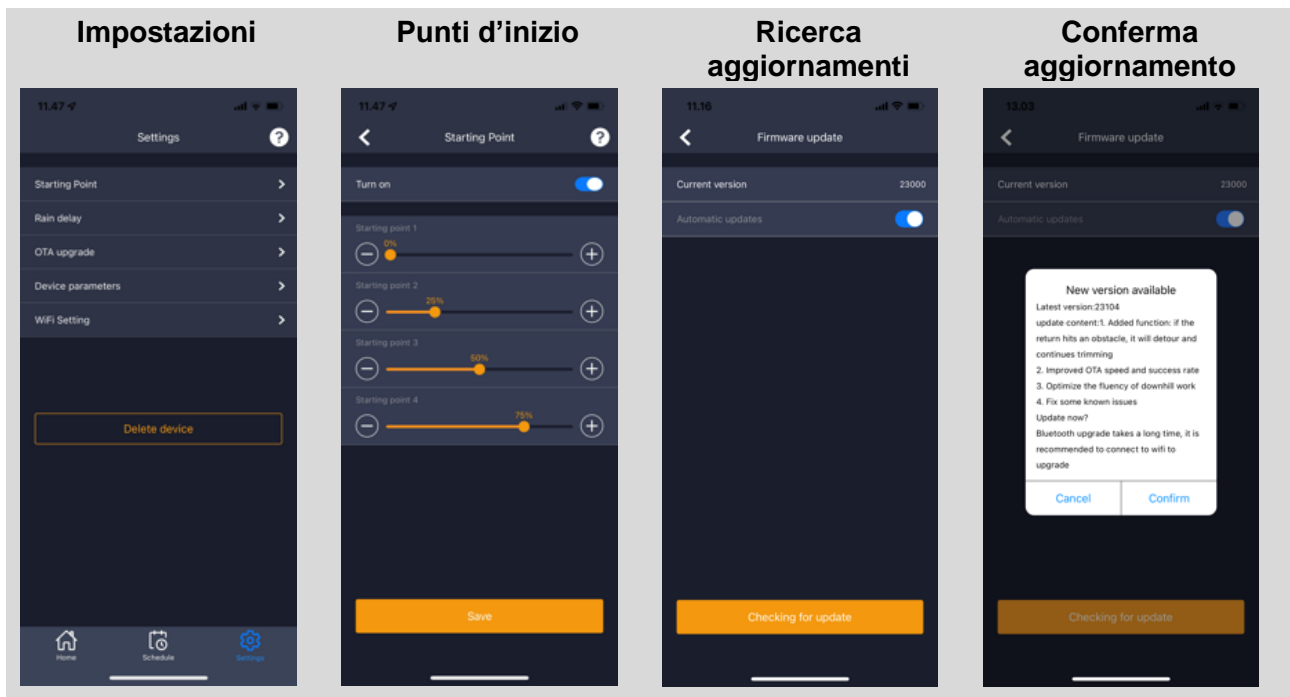 Impostazioni
Punti d’inizio
Ricerca
aggiornamenti
Conferma
aggiornamento
11.47
Settings
?
Starting Point
Rain delay
OTA upgrade
Device parameters
WiFi Setting
Delete device
Home
Schedule
Settings
11.47
Starting Point
?
Turn on
Starting point 1
0%
Starting point 2
25%
Starting point 3
50%
Starting point 4
75%
Save
11.16
Firmware update
Current version 23000
Automatic updates
Checking for update
13.03
Firmware update
Current version 23000
Automatic updates
New version available
Latest version:23104
update content:1. Added function: if the
return hits an obstacle, it will detour and
continues trimming
2. Improved OTA speed and success rate
3. Optimize the fluency of downhill work
4. Fix some known issues
Update now?
Bluetooth upgrade takes a long time, it is
recommended to connect to wifi to
upgrade
Cancel Confirm
Checking for update